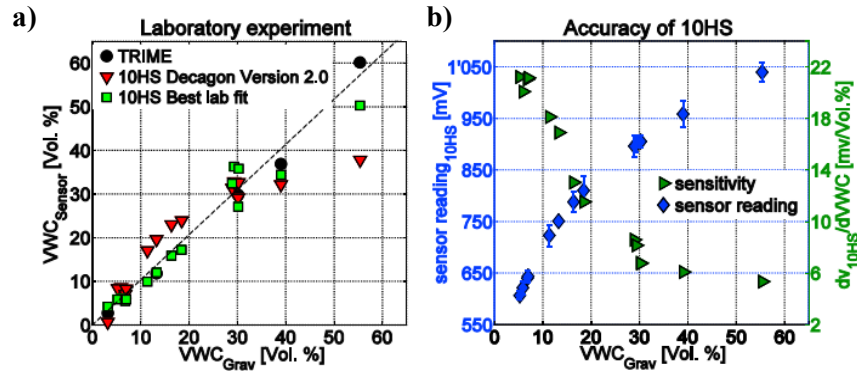 a)
Laboratory experiment
TRIME
10HS Decagon Version 2.0
10HS Best lab fit
60
50
40
30
20
10
0
VWC_Sensor [Vol. %]
0 10 20 30 40 50 60
VWC_Grav [Vol. %]
b)
Accuracy of 10HS
1'050
950
850
750
650
550
sensor reading_10HS [mV]
sensitivity
sensor reading
22
18
14
10
6
2
dv_10HS/dVWC [mv/Vol.%]
0 10 20 30 40 50 60
VWC_Grav [Vol. %]